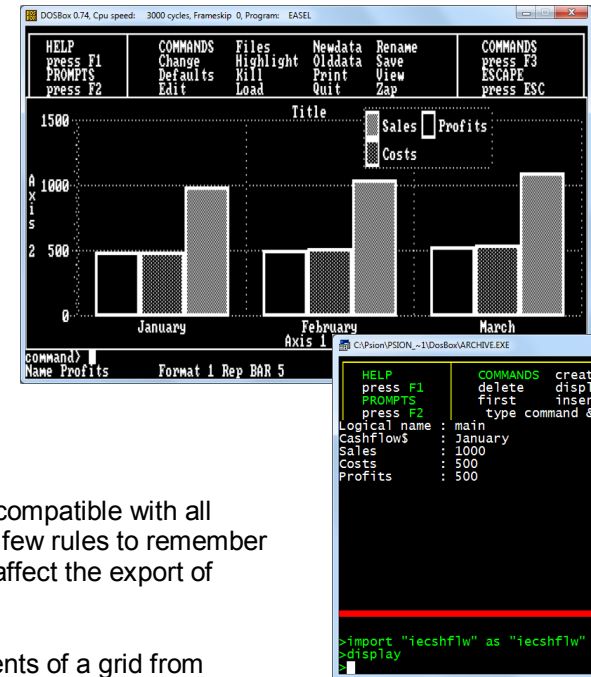 DOSBox 0.74, Cpu speed: 3000 cycles, Frameskip 0, Program: EASEL
HELP COMMANDS Files Newdata Rename COMMANDS
press F1 Change Highlight Olddata Save press F3
PROMPTS Defaults Kill Print View ESCAPE
press F2 Edit Load Quit Zap press ESC
Title
1500
Sales Profits
Costs
Axis 2
1000
500
0
January February March
Axis 1
command>
Name Profits Format 1 Rep BAR 5
C:\Psion\PSION_~1\DosBox\ARCHIVE.EXE
HELP COMMANDS creat
press F1 delete displ
PROMPTS first inser
press F2 type command &
Logical name : main
Cashflow$ : January
Sales : 1000
Costs : 500
Profits : 500
>import "iecshflw" as "iecshflw"
>display
>
compatible with all
few rules to remember
affect the export of
ents of a grid from